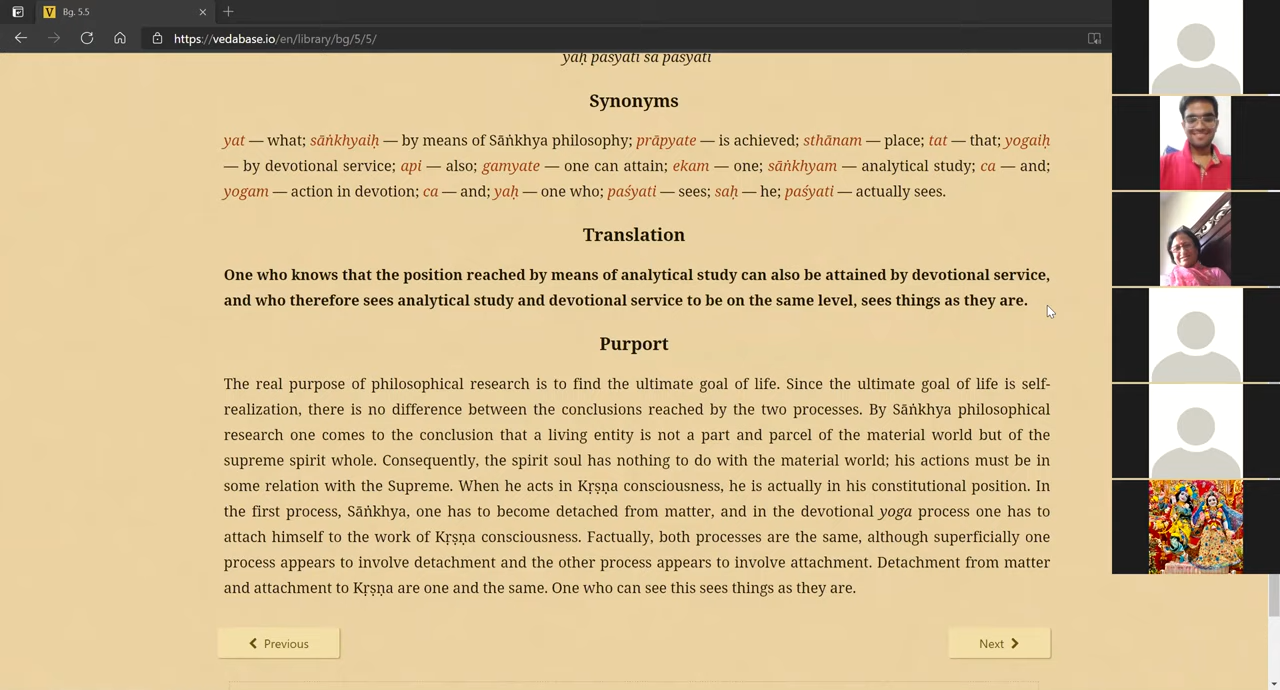 Bg. 5.5
https://vedabase.io/en/library/bg/5/5/
yaḥ paśyati sa paśyati
Synonyms
yat — what; sāṅkhyaiḥ — by means of Sāṅkhya philosophy; prāpyate — is achieved; sthānam — place; tat — that; yogaiḥ
— by devotional service; api — also; gamyate — one can attain; ekam — one; sāṅkhyam — analytical study; ca — and;
yogam — action in devotion; ca — and; yaḥ — one who; paśyati — sees; saḥ — he; paśyati — actually sees.
Translation
One who knows that the position reached by means of analytical study can also be attained by devotional service,
and who therefore sees analytical study and devotional service to be on the same level, sees things as they are.
Purport
The real purpose of philosophical research is to find the ultimate goal of life. Since the ultimate goal of life is self-
realization, there is no difference between the conclusions reached by the two processes. By Sāṅkhya philosophical
research one comes to the conclusion that a living entity is not a part and parcel of the material world but of the
supreme spirit whole. Consequently, the spirit soul has nothing to do with the material world; his actions must be in
some relation with the Supreme. When he acts in Kṛṣṇa consciousness, he is actually in his constitutional position. In
the first process, Sāṅkhya, one has to become detached from matter, and in the devotional yoga process one has to
attach himself to the work of Kṛṣṇa consciousness. Factually, both processes are the same, although superficially one
process appears to involve detachment and the other process appears to involve attachment. Detachment from matter
and attachment to Kṛṣṇa are one and the same. One who can see this sees things as they are.
Previous
Next